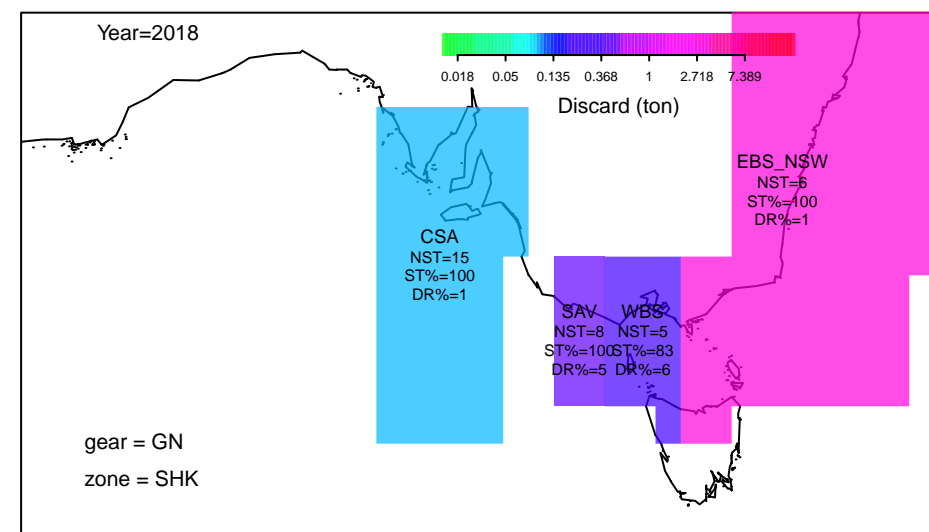 Year=2018
0.018 0.05 0.135 0.368 1 2.718 7.389
Discard (ton)
EBS_NSW
NST=6
ST%=100
DR%=1
CSA
NST=15
ST%=100
DR%=1
SAV
NST=8
ST%=100
DR%=5
WBS
NST=5
ST%=83
DR%=6
gear = GN
zone = SHK